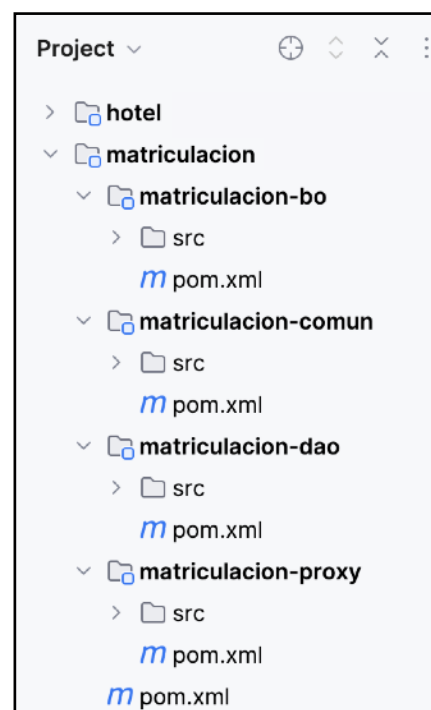 Project
hotel
matriculacion
matriculacion-bo
src
m pom.xml
matriculacion-comun
src
m pom.xml
matriculacion-dao
src
m pom.xml
matriculacion-proxy
src
m pom.xml
m pom.xml